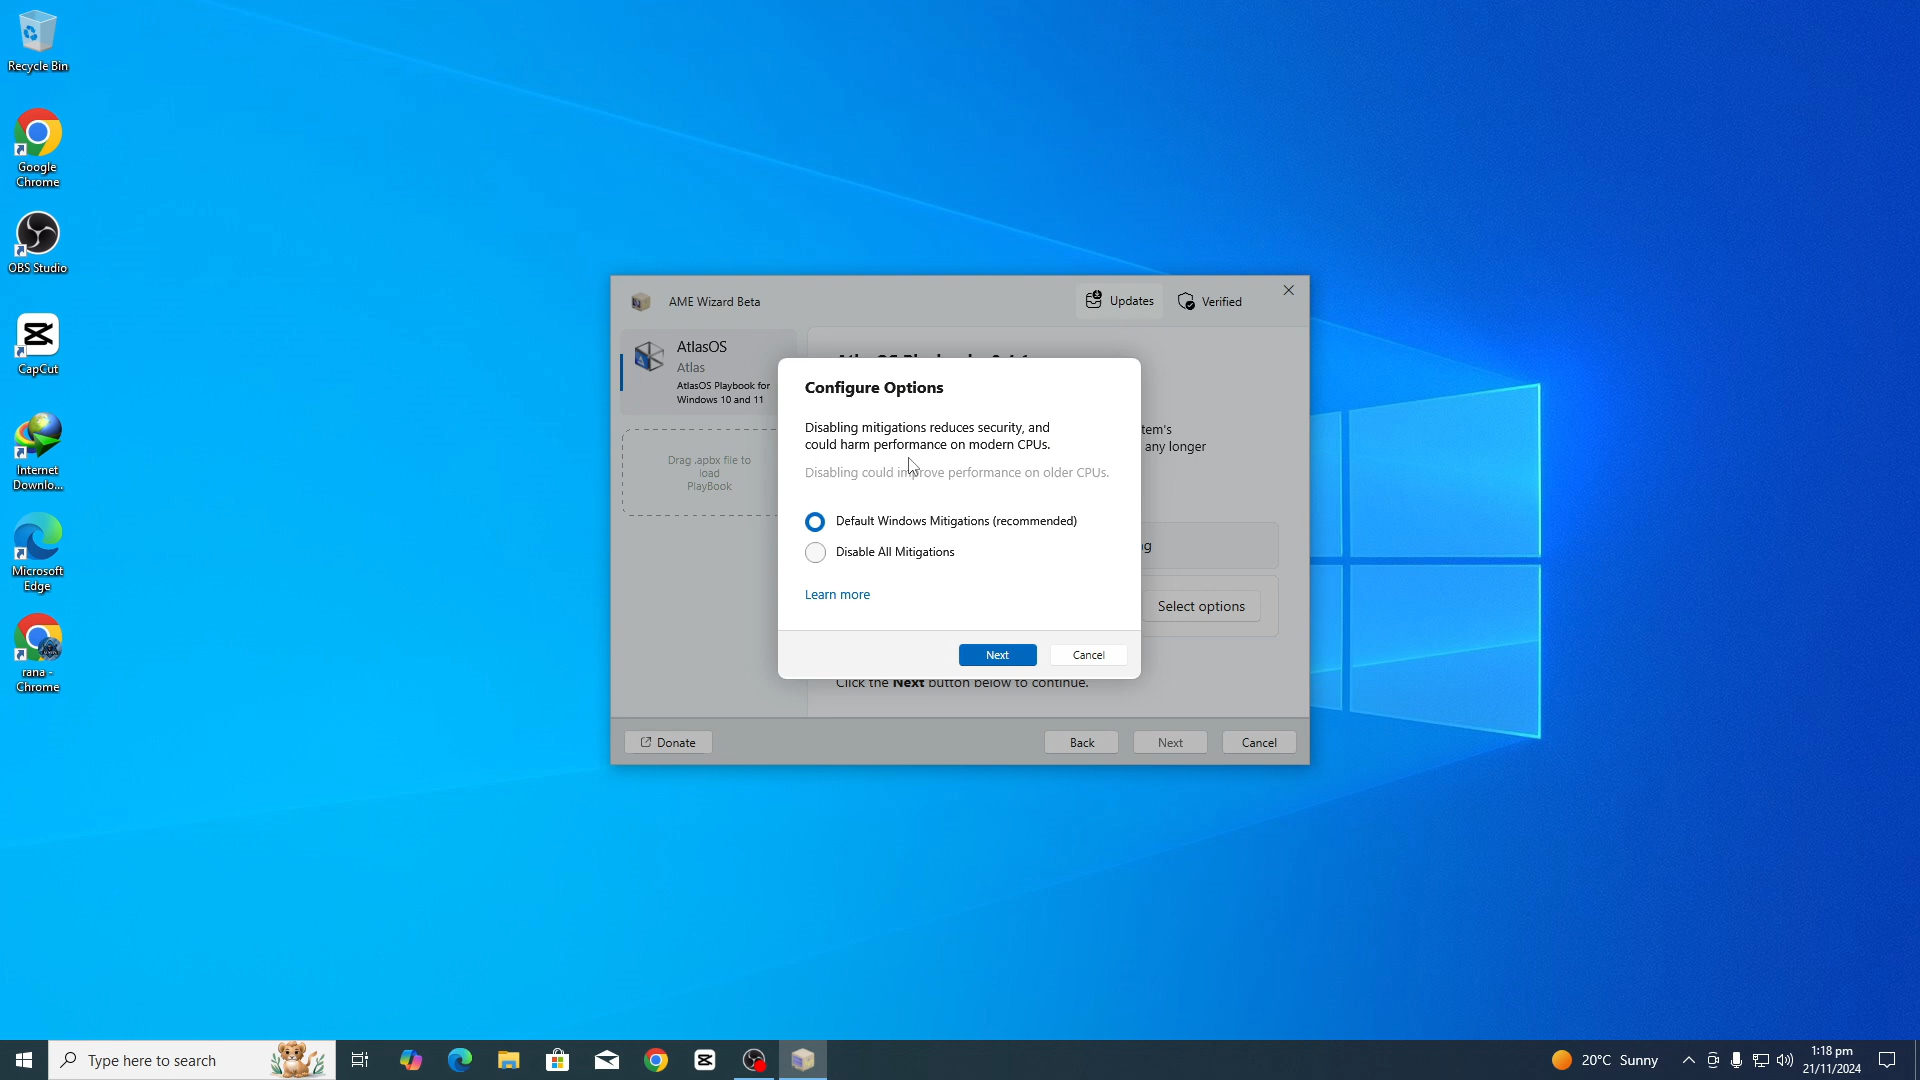 Recycle Bin
Google
Chrome
OBS Studio
CapCut
Internet
Downlo...
Microsoft
Edge
rana -
Chrome
AME Wizard Beta
Updates
Verified
AtlasOS
Atlas
AtlasOS Playbook for
Windows 10 and 11
Drag .apbx file to
load
PlayBook
tem's
any longer
Configure Options
Disabling mitigations reduces security, and
could harm performance on modern CPUs.
Disabling could improve performance on older CPUs.
Default Windows Mitigations (recommended)
Disable All Mitigations
Learn more
Next
Cancel
Select options
Click the Next button below to continue.
Donate
Back
Next
Cancel
Type here to search
20°C Sunny
1:18 pm
21/11/2024